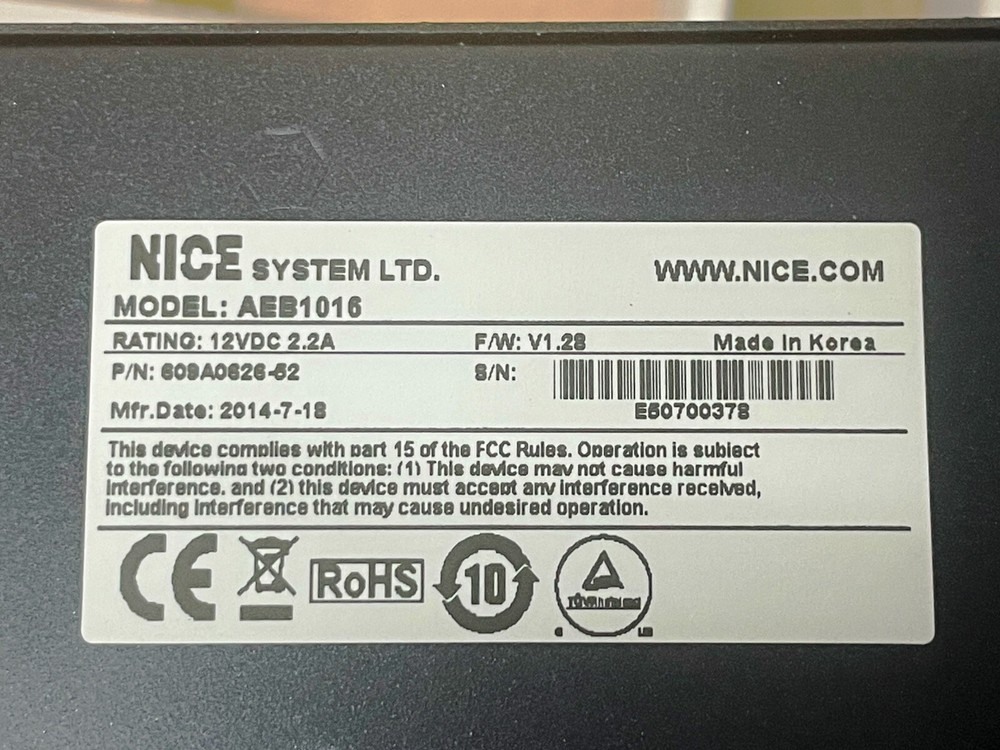 NICE SYSTEM LTD. WWW.NICE.COM
MODEL: AEB1016
RATING: 12VDC 2.2A F/W: V1.28 Made In Korea
P/N: 609A0626-52 S/N:
Mfr.Date: 2014-7-18 E50700378
This device complies with part 15 of the FCC Rules. Operation is subject
to the following two conditions: (1) This device may not cause harmful
Interference. and (2) this device must accept any interference received,
including interference that may cause undesired operation.
CE RoHS 10